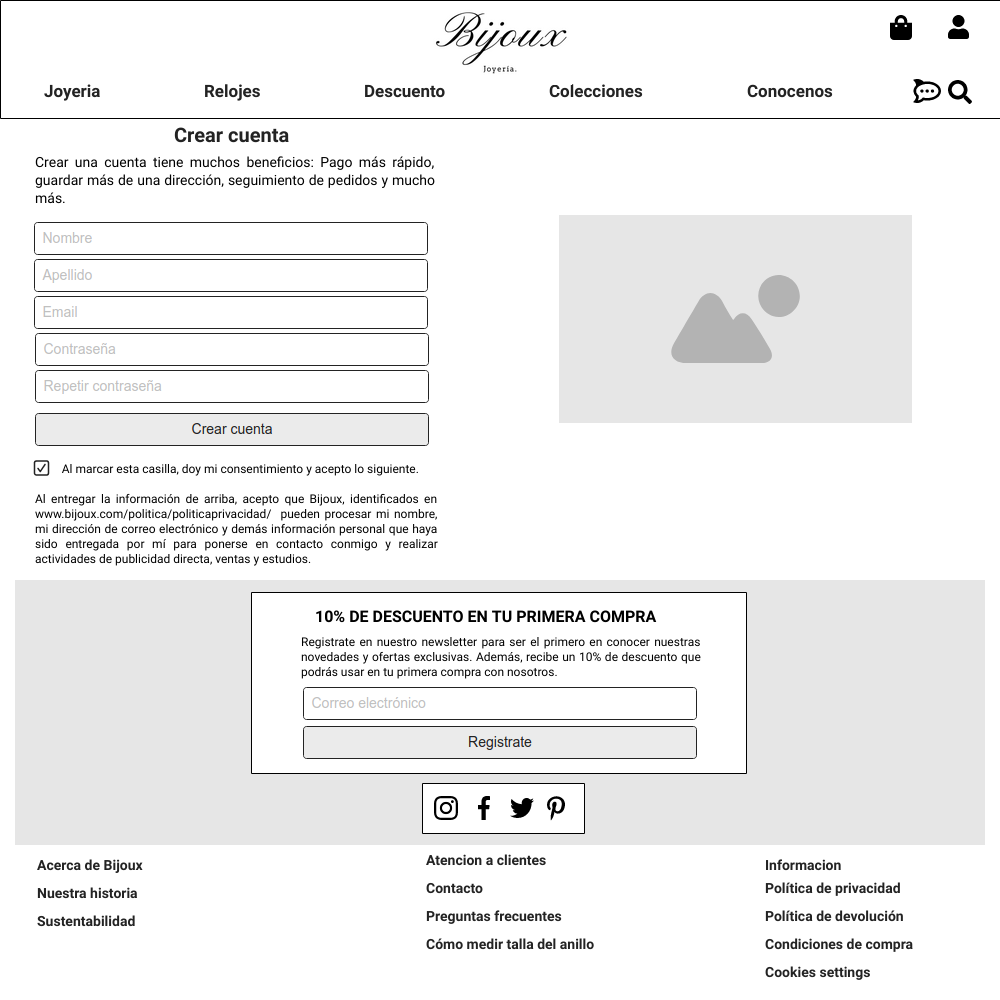 Bijoux
Joyería.
Joyeria
Relojes
Descuento
Colecciones
Conocenos
Crear cuenta
Crear una cuenta tiene muchos beneficios: Pago más rápido,
guardar más de una dirección, seguimiento de pedidos y mucho
más.
Nombre
Apellido
Email
Contraseña
Repetir contraseña
Crear cuenta
Al marcar esta casilla, doy mi consentimiento y acepto lo siguiente.
Al entregar la información de arriba, acepto que Bijoux, identificados en
www.bijoux.com/politica/politicaprivacidad/ pueden procesar mi nombre,
mi dirección de correo electrónico y demás información personal que haya
sido entregada por mí para ponerse en contacto conmigo y realizar
actividades de publicidad directa, ventas y estudios.
10% DE DESCUENTO EN TU PRIMERA COMPRA
Registrate en nuestro newsletter para ser el primero en conocer nuestras
novedades y ofertas exclusivas. Además, recibe un 10% de descuento que
podrás usar en tu primera compra con nosotros.
Correo electrónico
Registrate
Acerca de Bijoux
Nuestra historia
Sustentabilidad
Atencion a clientes
Contacto
Preguntas frecuentes
Cómo medir talla del anillo
Informacion
Política de privacidad
Política de devolución
Condiciones de compra
Cookies settings